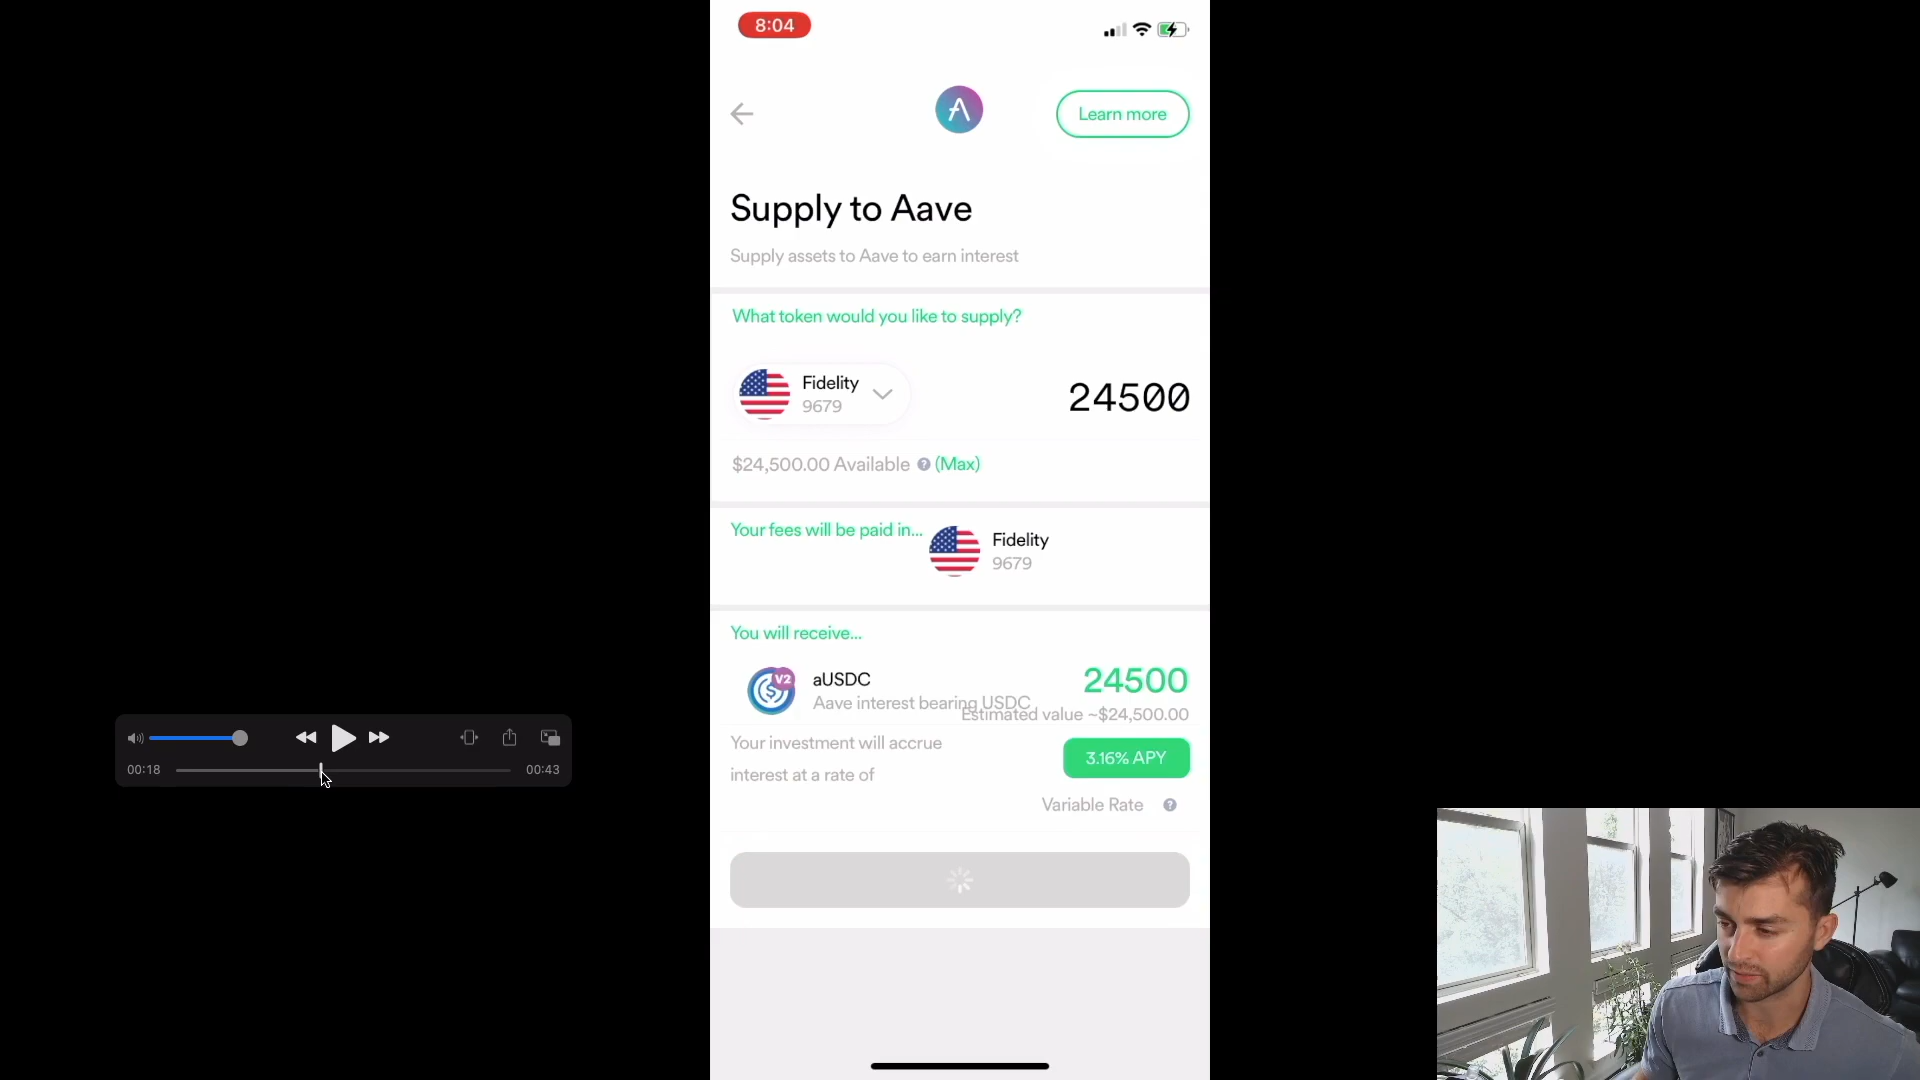 8:04
Learn more
Supply to Aave
Supply assets to Aave to earn interest
What token would you like to supply?
Fidelity
9679
24500
$24,500.00 Available ? (Max)
Your fees will be paid in...
Fidelity
9679
You will receive...
V2
aUSDC
24500
Aave interest bearing USDC
Estimated value ~$24,500.00
Your investment will accrue
interest at a rate of
3.16% APY
Variable Rate ?
00:18
00:43